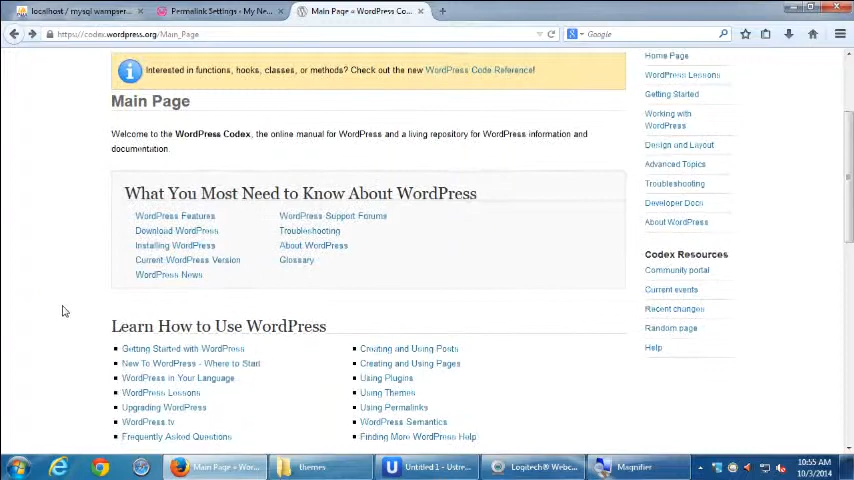 localhost / mysql wampser...
Permalink Settings - My Ne...
Main Page « WordPress Co...
https://codex.wordpress.org/Main_Page
Google
Interested in functions, hooks, classes, or methods? Check out the new WordPress Code Reference!
Main Page
Welcome to the WordPress Codex, the online manual for WordPress and a living repository for WordPress information and
documentation.
What You Most Need to Know About WordPress
WordPress Features
WordPress Support Forums
Download WordPress
Troubleshooting
Installing WordPress
About WordPress
Current WordPress Version
Glossary
WordPress News
Learn How to Use WordPress
Getting Started with WordPress
Creating and Using Posts
New To WordPress - Where to Start
Creating and Using Pages
WordPress in Your Language
Using Plugins
WordPress Lessons
Using Themes
Upgrading WordPress
Using Permalinks
WordPress.tv
WordPress Semantics
Frequently Asked Questions
Finding More WordPress Help
Home Page
WordPress Lessons
Getting Started
Working with
WordPress
Design and Layout
Advanced Topics
Troubleshooting
Developer Docs
About WordPress
Codex Resources
Community portal
Current events
Recent changes
Random page
Help
Main Page « Wor...
themes
Untitled 1 - Ustre...
Logitech® Webc...
Magnifier
10:55 AM
10/3/2014